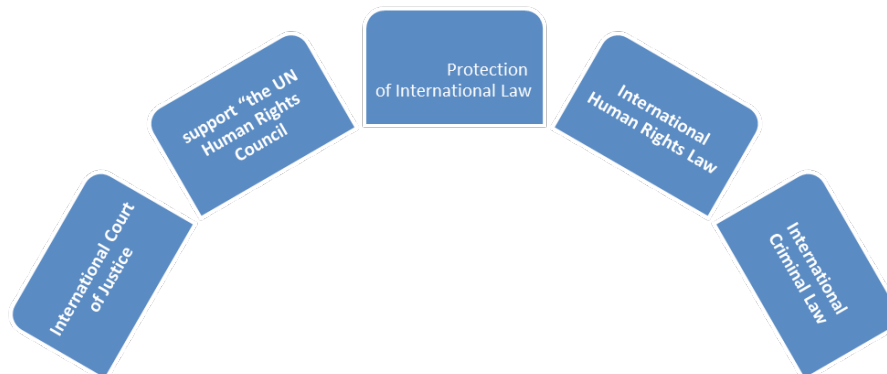 International Court
of Justice
support “the UN
Human Rights
Council
Protection
of International Law
International
Human Rights Law
International
Criminal Law